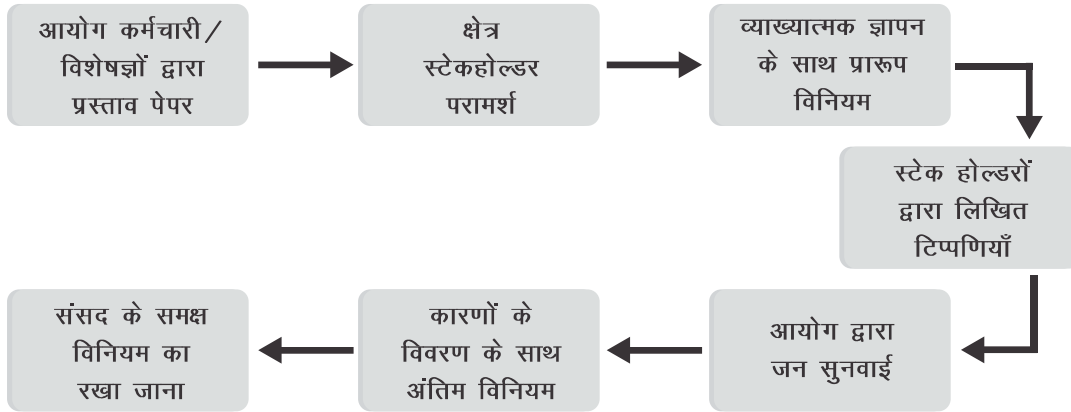 आयोग कर्मचारी/
विशेषज्ञों द्वारा
प्रस्ताव पेपर
क्षेत्र
स्टेकहोल्डर
परामर्श
व्याख्यात्मक ज्ञापन
के साथ प्रारूप
विनियम
स्टेक होल्डरों
द्वारा लिखित
टिप्पणियाँ
आयोग द्वारा
जन सुनवाई
कारणों के
विवरण के साथ
अंतिम विनियम
संसद के समक्ष
विनियम का
रखा जाना